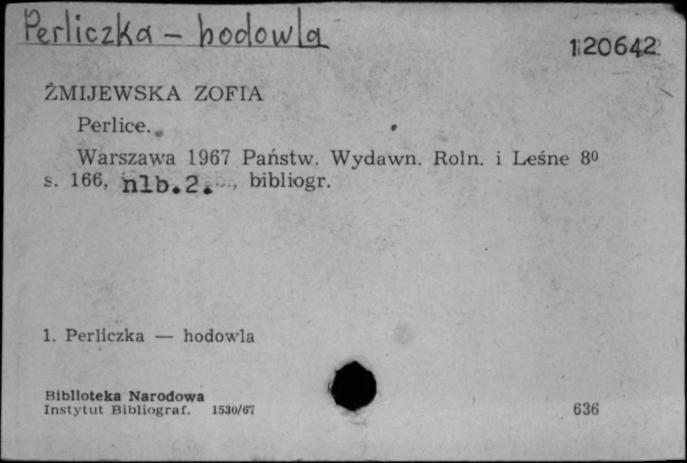 Perliczka - hodowla
120642
ŻMIJEWSKA ZOFIA
Perlice.
Warszawa 1967 Państw. Wydawn. Roln. i Leśne 8⁰
s. 166, nlb. 2. , bibliogr.
1. Perliczka — hodowla
Biblioteka Narodowa
Instytut Bibliograf. 1530/67
636